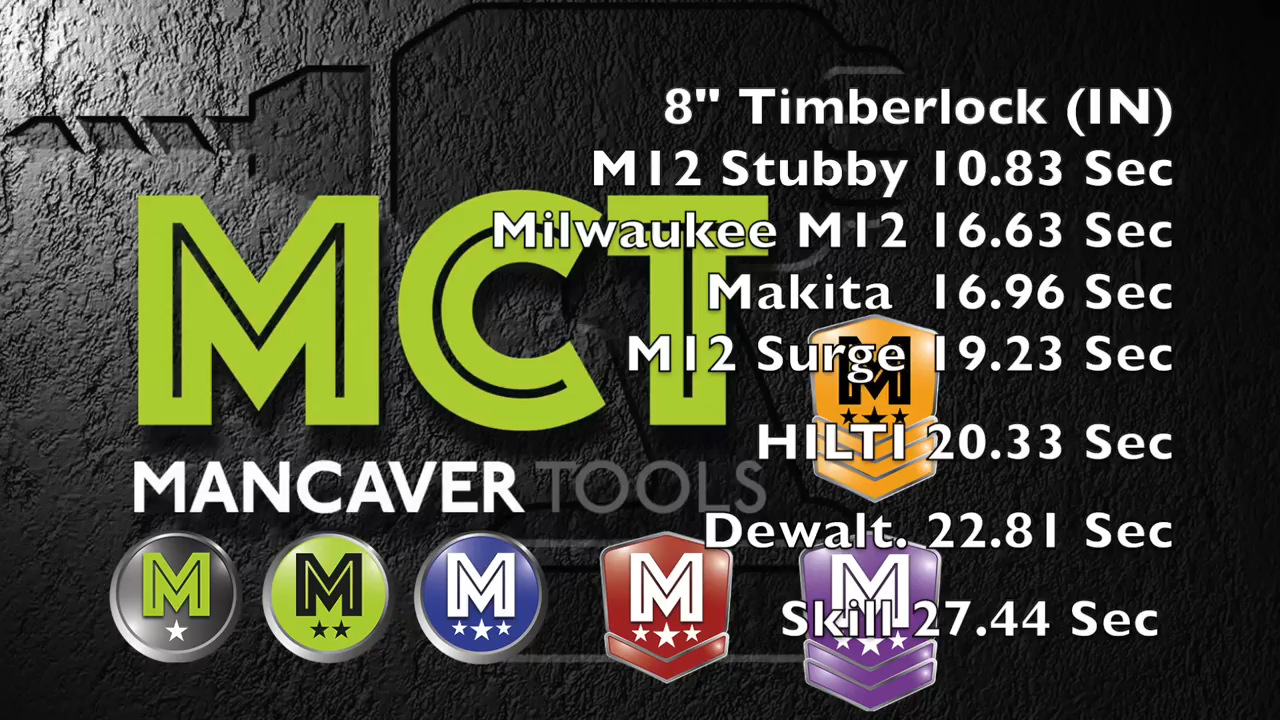 8" Timberlock (IN)
M12 Stubby 10.83 Sec
Milwaukee M12 16.63 Sec
Makita 16.96 Sec
M12 Surge 19.23 Sec
HILTI 20.33 Sec
Dewalt. 22.81 Sec
Skill 27.44 Sec
MCT
MANCAVER TOOLS
M
M
M
M
M
M